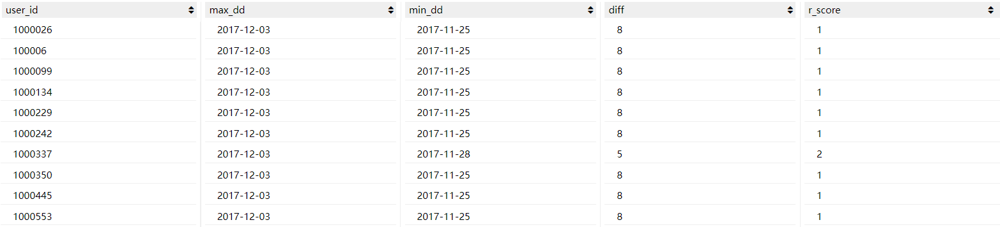 user_id max_dd min_dd diff r_score
1000026 2017-12-03 2017-11-25 8 1
100006 2017-12-03 2017-11-25 8 1
1000099 2017-12-03 2017-11-25 8 1
1000134 2017-12-03 2017-11-25 8 1
1000229 2017-12-03 2017-11-25 8 1
1000242 2017-12-03 2017-11-25 8 1
1000337 2017-12-03 2017-11-28 5 2
1000350 2017-12-03 2017-11-25 8 1
1000445 2017-12-03 2017-11-25 8 1
1000553 2017-12-03 2017-11-25 8 1